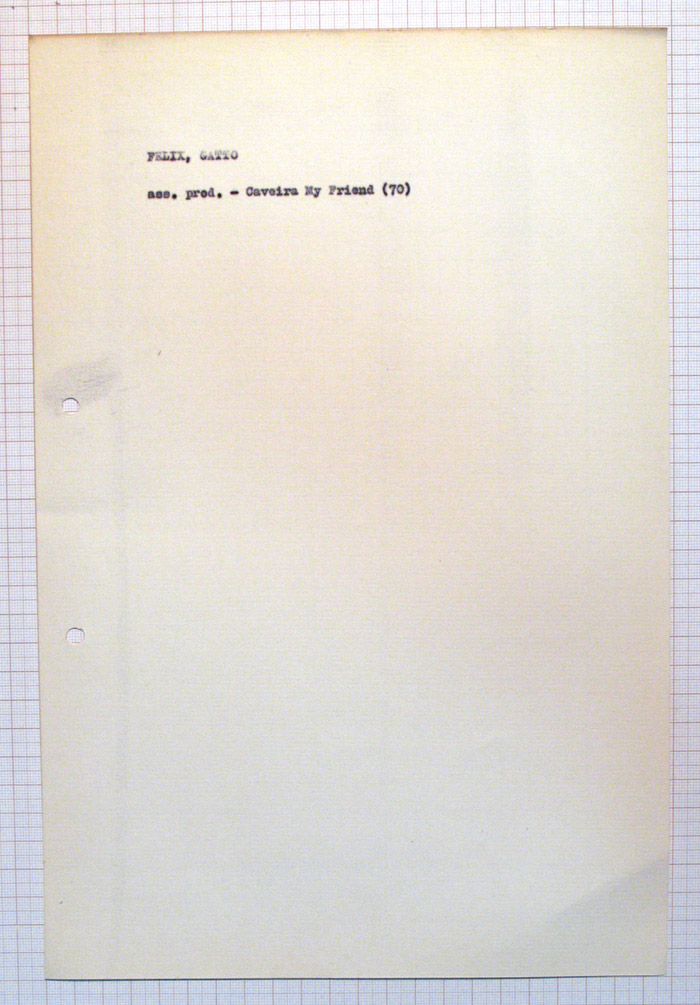 FELIX, GATTO
ass. prod. - Caveira My Friend (70)